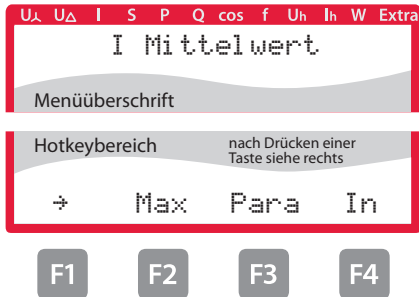 U⅄ U△ I S P Q cos f Uh Ih W Extra
I Mittelwert
Menüüberschrift
Hotkeybereich
nach Drücken einer
Taste siehe rechts
→ Max Para In
F1 F2 F3 F4